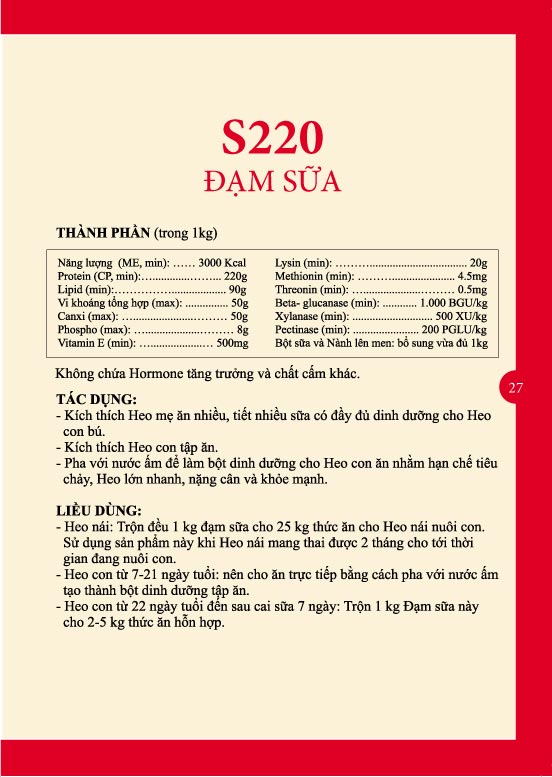 S220
ĐẠM SỮA
THÀNH PHẦN (trong 1kg)
Năng lượng (ME, min): …… 3000 Kcal
Protein (CP, min):…..................…….... 220g
Lipid (min):……………..................... 90g
Vi khoáng tổng hợp (max): ............... 50g
Canxi (max): ….....................………… 50g
Phospho (max): …......................……… 8g
Vitamin E (min): …......................… 500mg
Lysin (min): ………................................... 20g
Methionin (min): ………...................... 4.5mg
Threonin (min): …........................……… 0.5mg
Beta- glucanase (min): ............ 1.000 BGU/kg
Xylanase (min): ................................ 500 XU/kg
Pectinase (min): ....................... 200 PGLU/kg
Bột sữa và Nành lên men: bổ sung vừa đủ 1kg
Không chứa Hormone tăng trưởng và chất cấm khác.
27
TÁC DỤNG:
- Kích thích Heo mẹ ăn nhiều, tiết nhiều sữa có đầy đủ dinh dưỡng cho Heo
con bú.
- Kích thích Heo con tập ăn.
- Pha với nước ấm để làm bột dinh dưỡng cho Heo con ăn nhằm hạn chế tiêu
chảy, Heo lớn nhanh, nặng cân và khỏe mạnh.
LIỀU DÙNG:
- Heo nái: Trộn đều 1 kg đạm sữa cho 25 kg thức ăn cho Heo nái nuôi con.
Sử dụng sản phẩm này khi Heo nái mang thai được 2 tháng cho tới thời
gian đang nuôi con.
- Heo con từ 7-21 ngày tuổi: nên cho ăn trực tiếp bằng cách pha với nước ấm
tạo thành bột dinh dưỡng tập ăn.
- Heo con từ 22 ngày tuổi đến sau cai sữa 7 ngày: Trộn 1 kg Đạm sữa này
cho 2-5 kg thức ăn hỗn hợp.